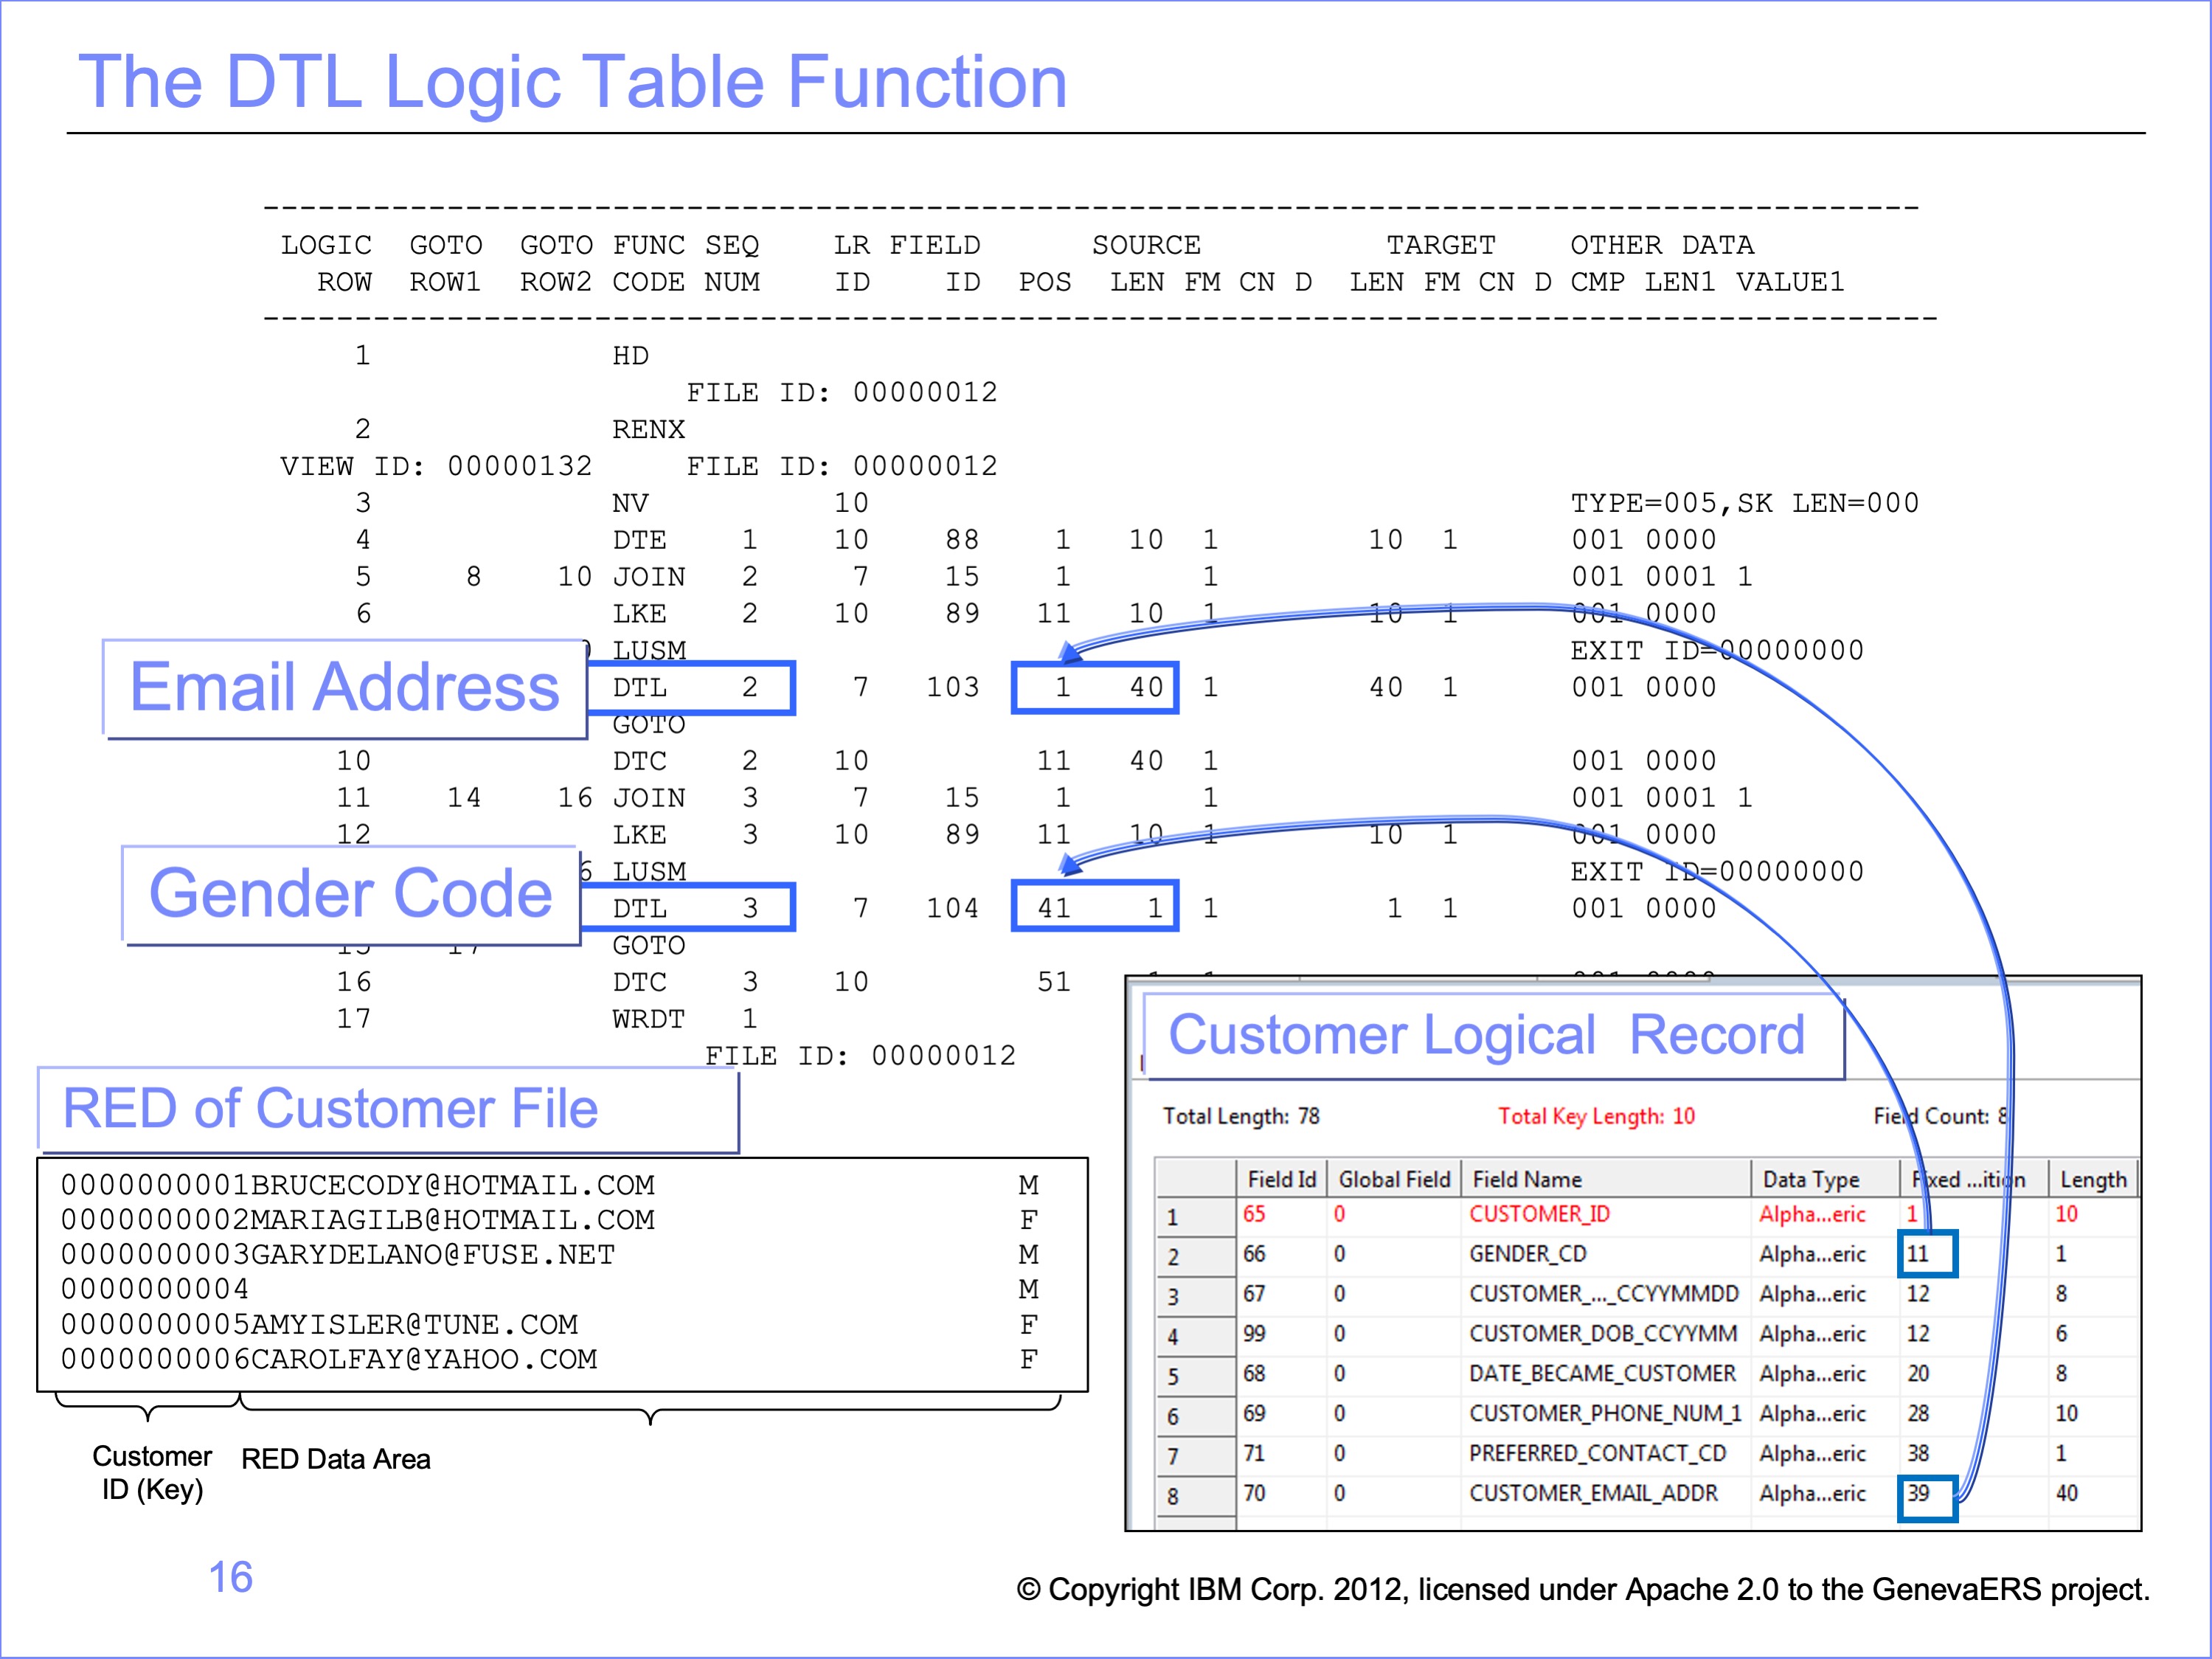 The DTL Logic Table Function
LOGIC GOTO GOTO FUNC SEQ LR FIELD SOURCE TARGET OTHER DATA
ROW ROW1 ROW2 CODE NUM ID ID POS LEN FM CN D LEN FM CN D CMP LEN1 VALUE1
1 HD
FILE ID: 00000012
2 RENX
VIEW ID: 00000132 FILE ID: 00000012
3 NV 10 TYPE=005,SK LEN=000
4 DTE 1 10 88 1 10 1 10 1 001 0000
5 8 10 JOIN 2 7 15 1 1 001 0001 1
6 LKE 2 10 89 11 10 1 10 1 001 0000
LUSM EXIT ID=00000000
Email Address
DTL 2 7 103 1 40 1 40 1 001 0000
GOTO
10 DTC 2 10 11 40 1 001 0000
11 14 16 JOIN 3 7 15 1 1 001 0001 1
12 LKE 3 10 89 11 10 1 10 1 001 0000
6 LUSM EXIT ID=00000000
Gender Code
DTL 3 7 104 41 1 1 1 1 001 0000
GOTO
16 DTC 3 10 51
17 WRDT 1
FILE ID: 00000012
RED of Customer File
0000000001BRUCECODY@HOTMAIL.COM M
0000000002MARIAGILB@HOTMAIL.COM F
0000000003GARYDELANO@FUSE.NET M
0000000004 M
0000000005AMYISLER@TUNE.COM F
0000000006CAROLFAY@YAHOO.COM F
Customer
ID (Key)
RED Data Area
Customer Logical Record
Total Length: 78 Total Key Length: 10 Field Count: 8
Field Id Global Field Field Name Data Type Fixed ...ition Length
1 65 0 CUSTOMER_ID Alpha...eric 1 10
2 66 0 GENDER_CD Alpha...eric 11 1
3 67 0 CUSTOMER_..._CCYYMMDD Alpha...eric 12 8
4 99 0 CUSTOMER_DOB_CCYYMM Alpha...eric 12 6
5 68 0 DATE_BECAME_CUSTOMER Alpha...eric 20 8
6 69 0 CUSTOMER_PHONE_NUM_1 Alpha...eric 28 10
7 71 0 PREFERRED_CONTACT_CD Alpha...eric 38 1
8 70 0 CUSTOMER_EMAIL_ADDR Alpha...eric 39 40
16
© Copyright IBM Corp. 2012, licensed under Apache 2.0 to the GenevaERS project.